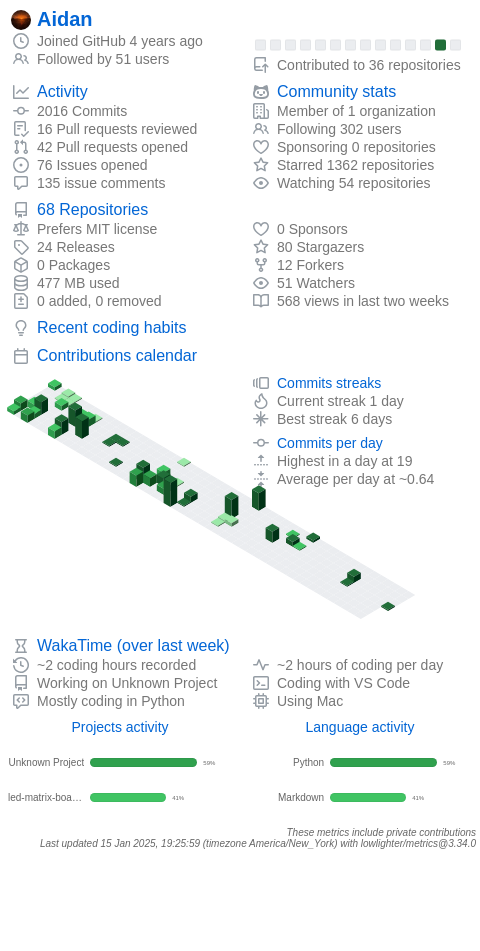 Aidan
Joined GitHub 4 years ago
Followed by 51 users
Contributed to 36 repositories
Activity
2016 Commits
16 Pull requests reviewed
42 Pull requests opened
76 Issues opened
135 issue comments
Community stats
Member of 1 organization
Following 302 users
Sponsoring 0 repositories
Starred 1362 repositories
Watching 54 repositories
68 Repositories
Prefers MIT license
24 Releases
0 Packages
477 MB used
0 added, 0 removed
0 Sponsors
80 Stargazers
12 Forkers
51 Watchers
568 views in last two weeks
Recent coding habits
Contributions calendar
Commits streaks
Current streak 1 day
Best streak 6 days
Commits per day
Highest in a day at 19
Average per day at ~0.64
WakaTime (over last week)
~2 coding hours recorded
Working on Unknown Project
Mostly coding in Python
~2 hours of coding per day
Coding with VS Code
Using Mac
Projects activity
Unknown Project 59%
led-matrix-boa… 41%
Language activity
Python 59%
Markdown 41%
These metrics include private contributions
Last updated 15 Jan 2025, 19:25:59 (timezone America/New_York) with lowlighter/metrics@3.34.0